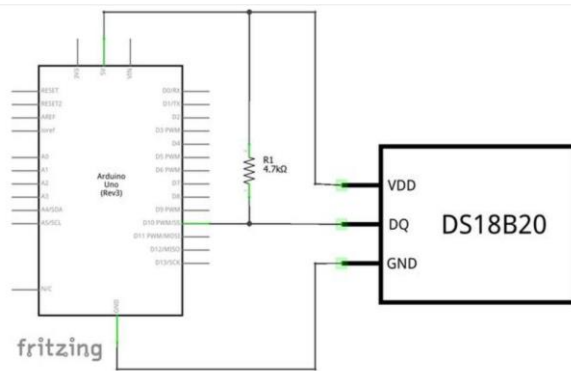 3V3
5V
VIN
RESET
RESET2
AREF
ioref
A0
A1
A2
A3
A4/SDA
A5/SCL
N/C
Arduino
Uno
(Rev3)
D0/RX
D1/TX
D2
D3 PWM
D4
D5 PWM
D6 PWM
D7
D8
D9 PWM
D10 PWM/SS
D11 PWM/MOSI
D12/MISO
D13/SCK
GND
R1
4.7kΩ
VDD
DQ
GND
DS18B20
fritzing